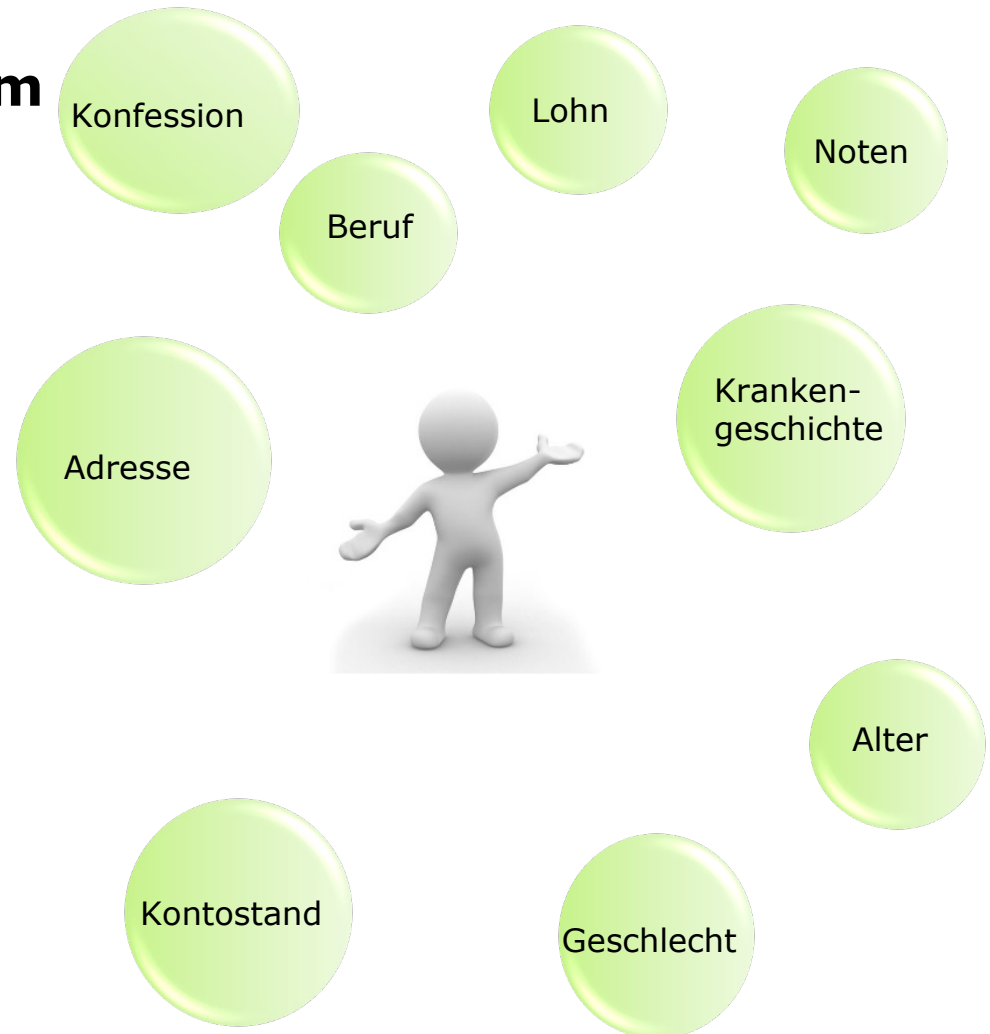 m
Konfession
Lohn
Noten
Beruf
Kranken-
geschichte
Adresse
Alter
Kontostand
Geschlecht